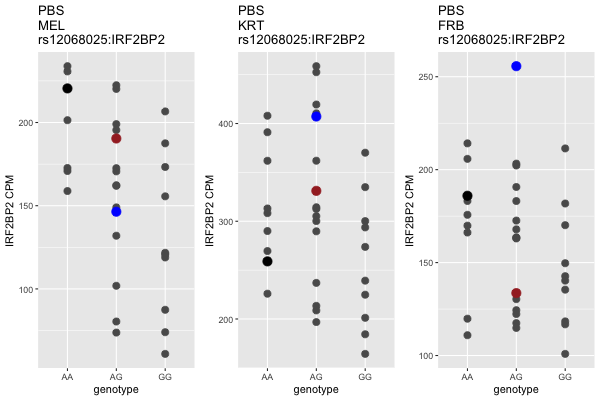 PBS
MEL
rs12068025:IRF2BP2
IRF2BP2 CPM
200
150
100
AA
AG
GG
genotype
PBS
KRT
rs12068025:IRF2BP2
IRF2BP2 CPM
400
300
200
AA
AG
GG
genotype
PBS
FRB
rs12068025:IRF2BP2
IRF2BP2 CPM
250
200
150
100
AA
AG
GG
genotype